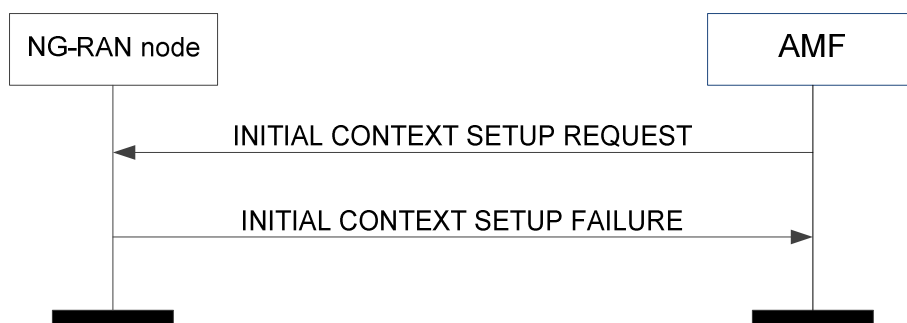 NG-RAN node
AMF
INITIAL CONTEXT SETUP REQUEST
INITIAL CONTEXT SETUP FAILURE